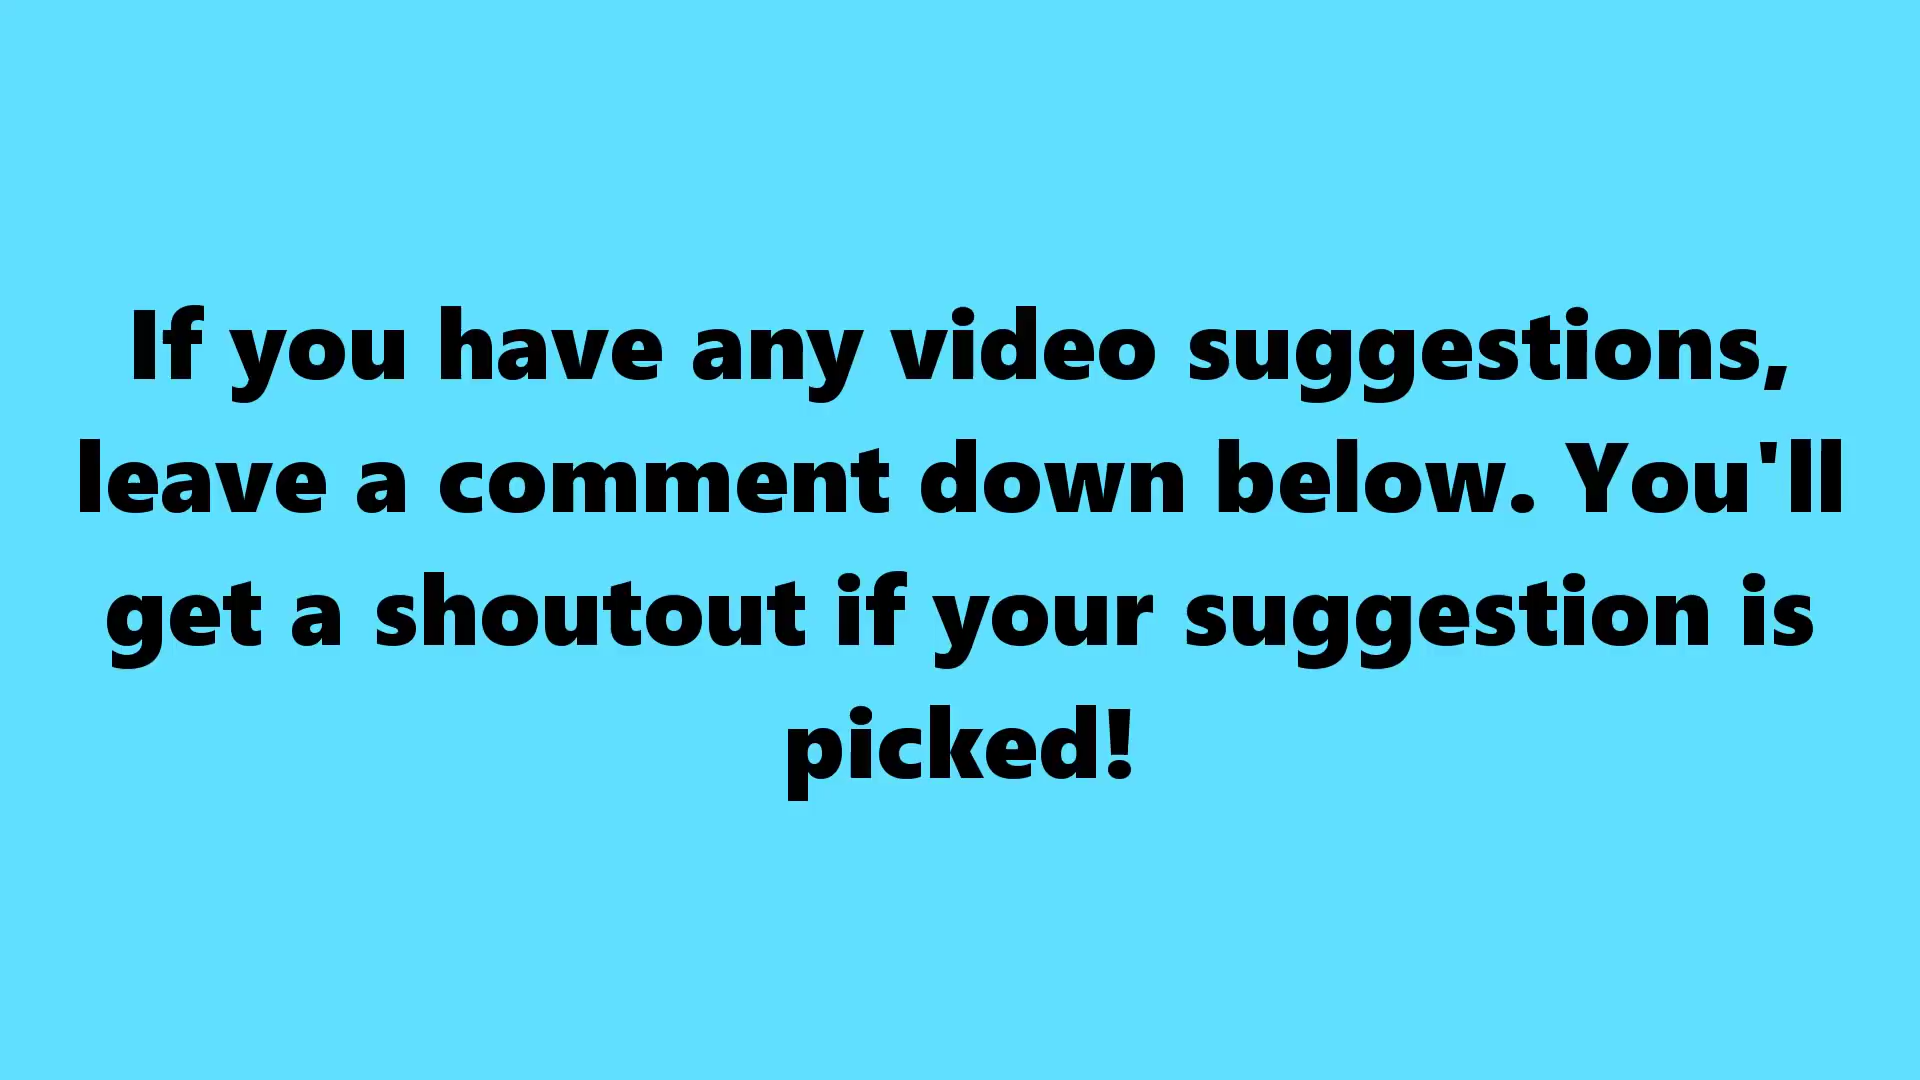 If you have any video suggestions,
leave a comment down below. You'll
get a shoutout if your suggestion is
picked!